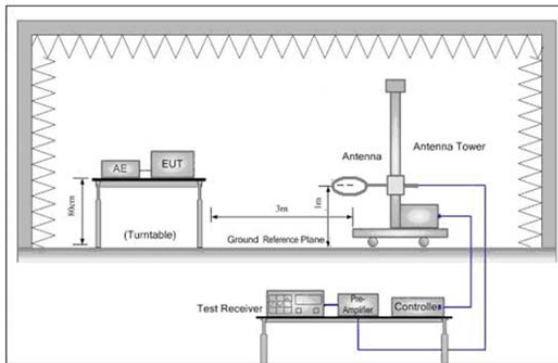 AE
EUT
80cm
(Turntable)
3m
Antenna
Antenna Tower
1m
Ground Reference Plane
Test Receiver
Pre-
Amplifier
Controller